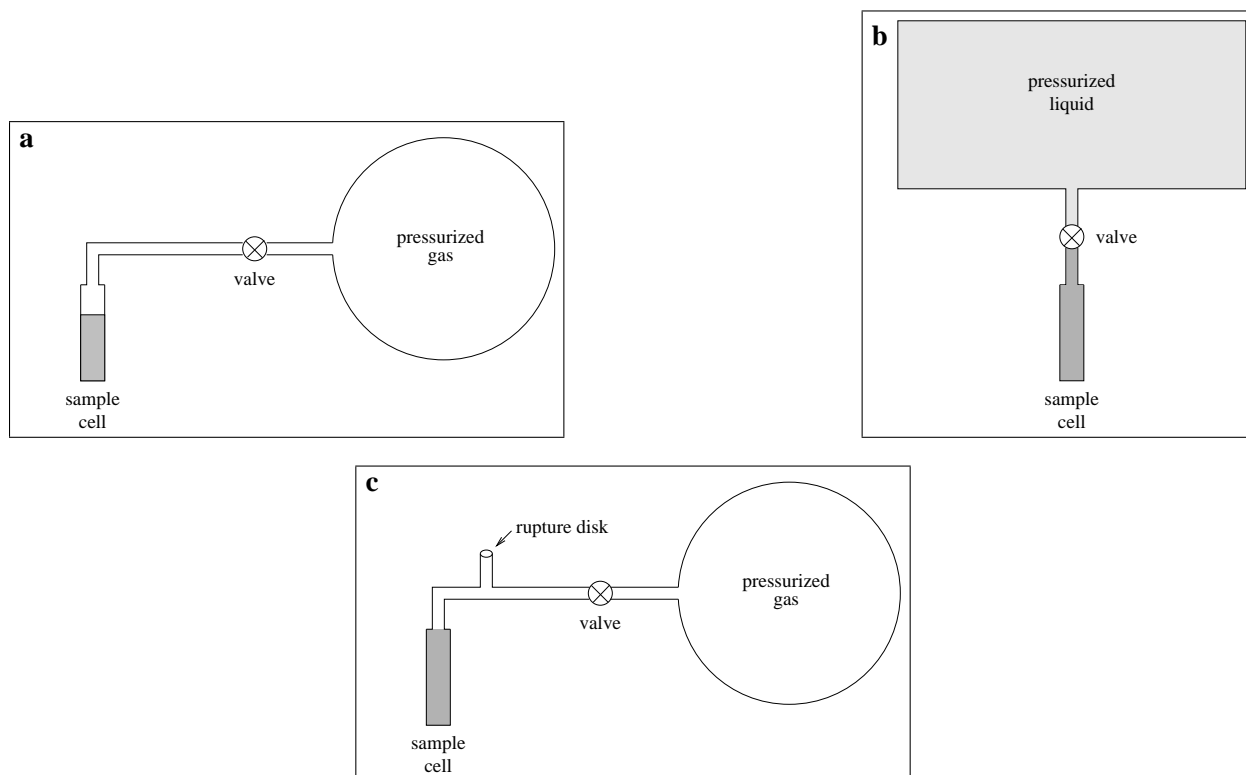 a
pressurized
gas
valve
sample
cell
b
pressurized
liquid
valve
sample
cell
c
rupture disk
pressurized
gas
valve
sample
cell